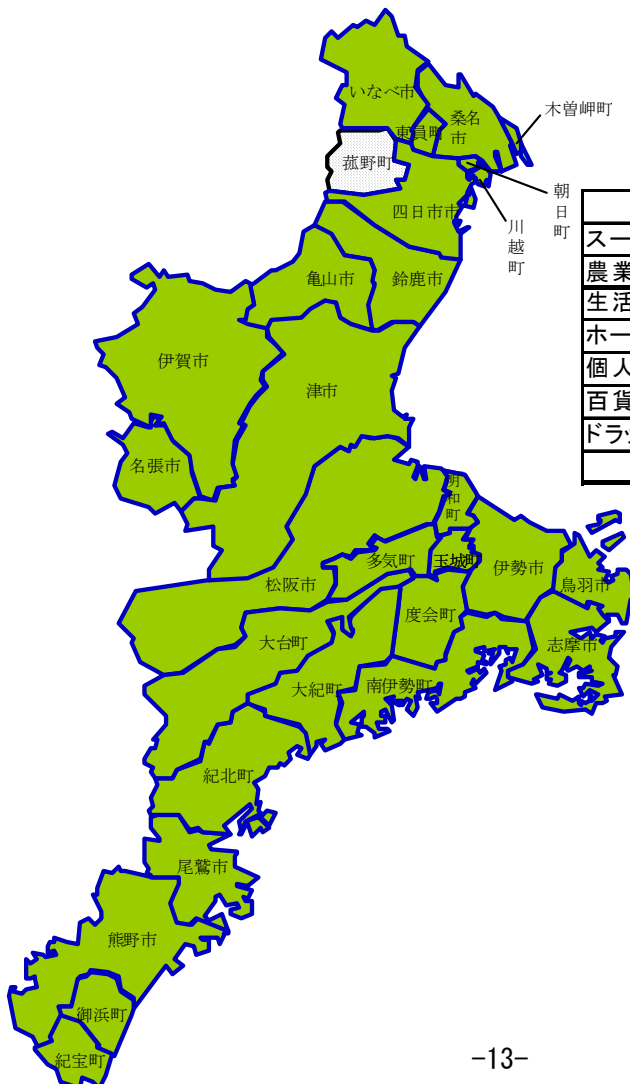 いなべ市
桑名市
木曽岬町
東員町
菰野町
朝日町
川越町
四日市市
亀山市
鈴鹿市
伊賀市
津市
名張市
明和町
多気町
玉城町
伊勢市
鳥羽市
松阪市
度会町
志摩市
大台町
大紀町
南伊勢町
紀北町
尾鷲市
熊野市
御浜町
紀宝町
スー
農業
生活
ホー
個人
百貨
ドラッ
-13-